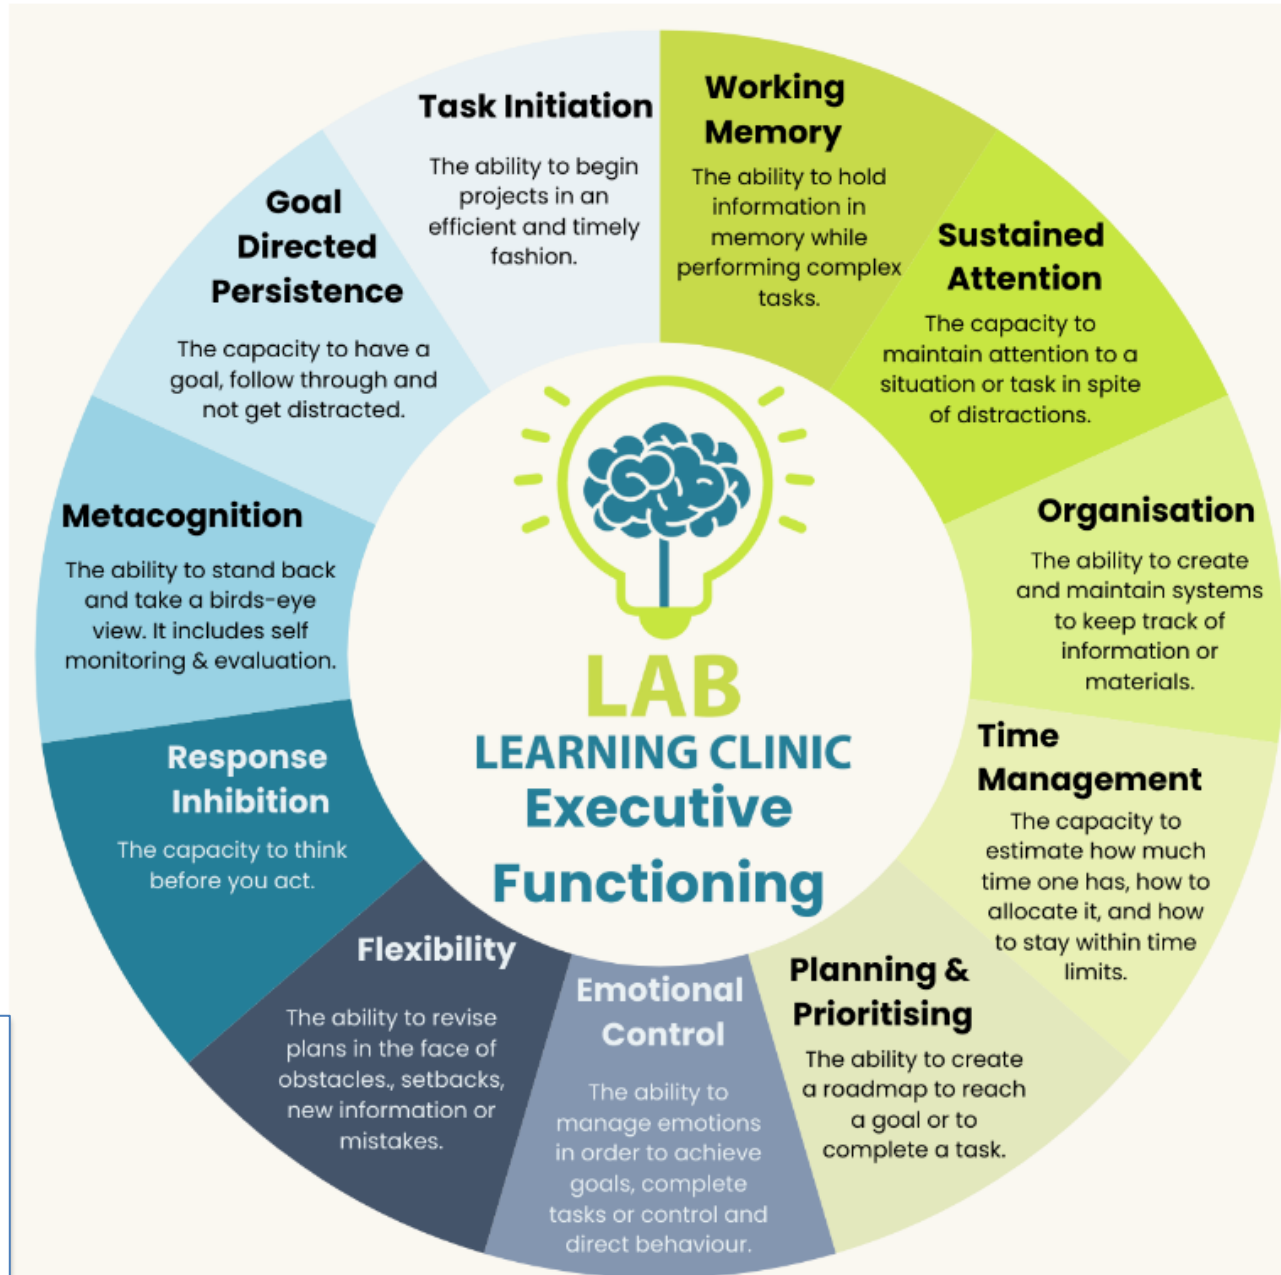 Task Initiation
The ability to begin
projects in an
efficient and timely
fashion.
Working
Memory
The ability to hold
information in
memory while
performing complex
tasks.
Sustained
Attention
The capacity to
maintain attention to a
situation or task in spite
of distractions.
Organisation
The ability to create
and maintain systems
to keep track of
information or
materials.
Time
Management
The capacity to
estimate how much
time one has, how to
allocate it, and how
to stay within time
limits.
Planning &
Prioritising
The ability to create
a roadmap to reach
a goal or to
complete a task.
Emotional
Control
The ability to
manage emotions
in order to achieve
goals, complete
tasks or control and
direct behaviour.
Flexibility
The ability to revise
plans in the face of
obstacles., setbacks,
new information or
mistakes.
Response
Inhibition
The capacity to think
before you act.
Metacognition
The ability to stand back
and take a birds-eye
view. It includes self
monitoring & evaluation.
Goal
Directed
Persistence
The capacity to have a
goal, follow through and
not get distracted.
LAB
LEARNING CLINIC
Executive
Functioning